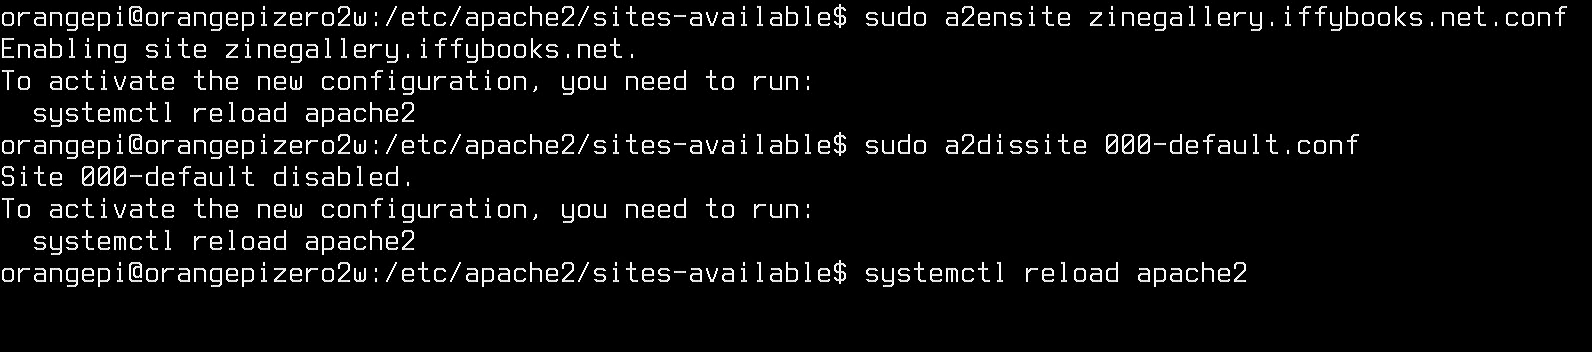 orangepi@orangepizero2w:/etc/apache2/sites-available$ sudo a2ensite zinegallery.iffybooks.net.conf
Enabling site zinegallery.iffybooks.net.
To activate the new configuration, you need to run:
  systemctl reload apache2
orangepi@orangepizero2w:/etc/apache2/sites-available$ sudo a2dissite 000-default.conf
Site 000-default disabled.
To activate the new configuration, you need to run:
  systemctl reload apache2
orangepi@orangepizero2w:/etc/apache2/sites-available$ systemctl reload apache2